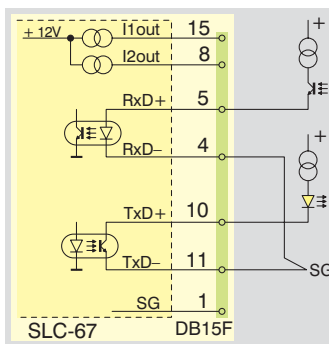 + 12V I1out 15 +
I2out 8
RxD+ 5
RxD− 4 +
TxD+ 10
TxD− 11 SG
SG 1
SLC-67 DB15F